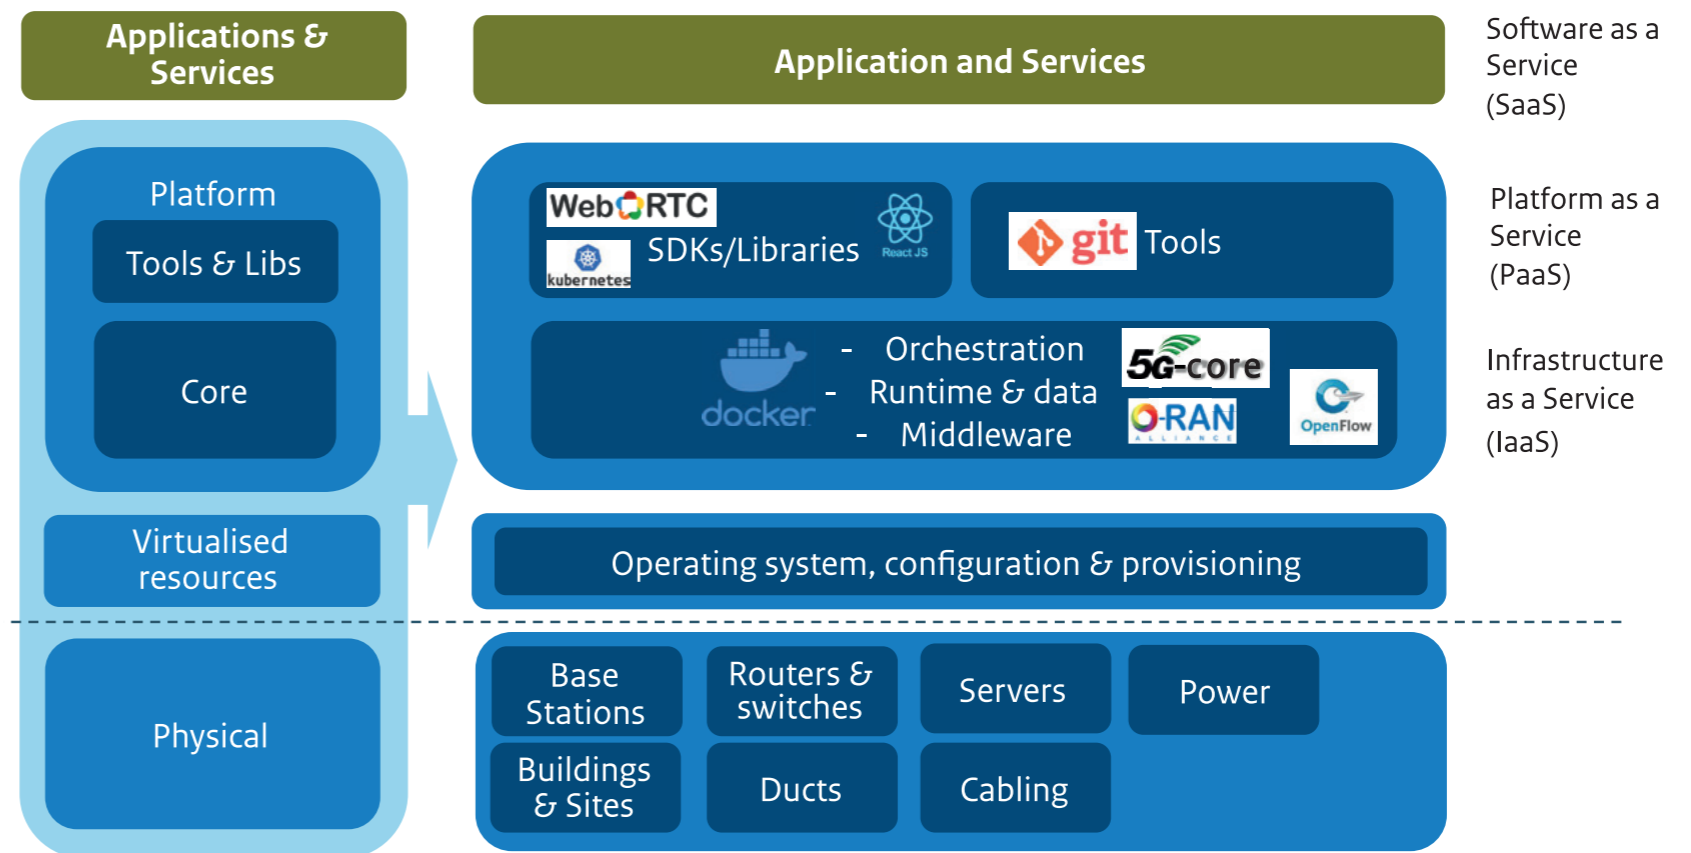 Applications &
Services
Application and Services
Software as a
Service
(SaaS)
Platform
Tools & Libs
Core
WebRTC
kubernetes
SDKs/Libraries
React JS
git
Tools
Platform as a
Service
(PaaS)
docker
- Orchestration
- Runtime & data
- Middleware
5G-core
O-RAN
ALLIANCE
OpenFlow
Infrastructure
as a Service
(IaaS)
Virtualised
resources
Operating system, configuration & provisioning
Physical
Base
Stations
Routers &
switches
Servers
Power
Buildings
& Sites
Ducts
Cabling